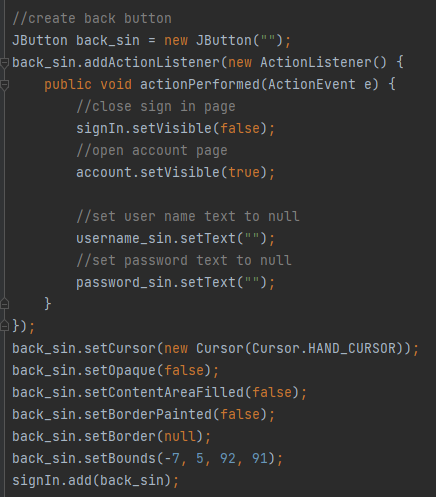 //create back button
JButton back_sin = new JButton("");
back_sin.addActionListener(new ActionListener() {
    public void actionPerformed(ActionEvent e) {
        //close sign in page
        signIn.setVisible(false);
        //open account page
        account.setVisible(true);

        //set user name text to null
        username_sin.setText("");
        //set password text to null
        password_sin.setText("");
    }
});
back_sin.setCursor(new Cursor(Cursor.HAND_CURSOR));
back_sin.setOpaque(false);
back_sin.setContentAreaFilled(false);
back_sin.setBorderPainted(false);
back_sin.setBorder(null);
back_sin.setBounds(-7, 5, 92, 91);
signIn.add(back_sin);